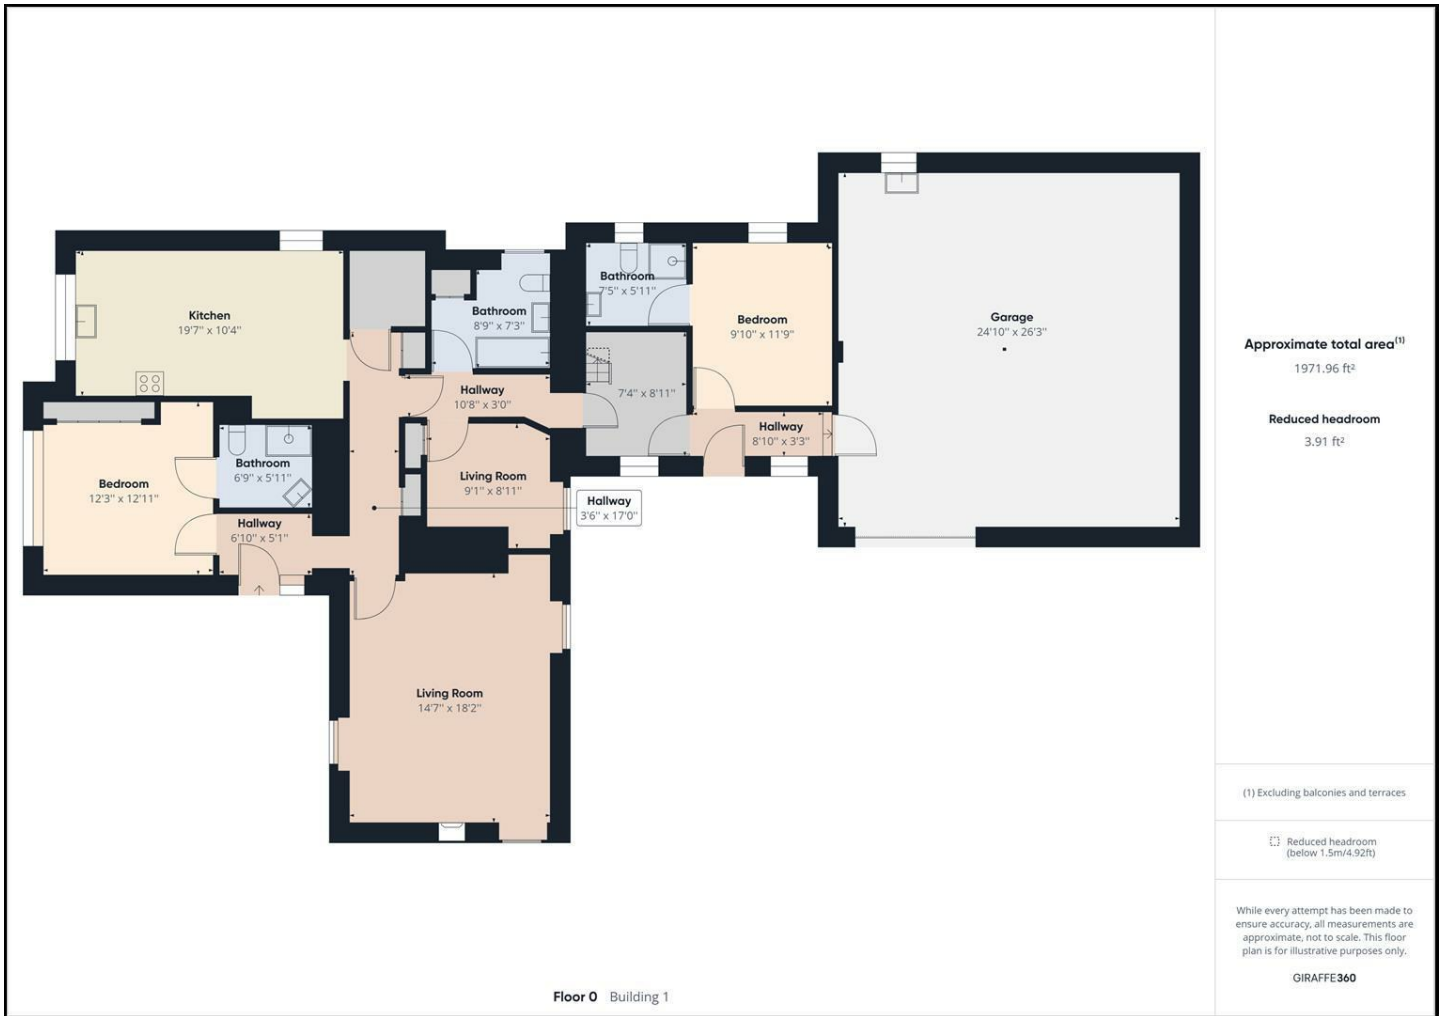 Kitchen
19'7" x 10'4"
Bathroom
8'9" x 7'3"
Bathroom
7'5" x 5'11"
Bedroom
9'10" x 11'9"
Garage
24'10" x 26'3"
Hallway
10'8" x 3'0"
7'4" x 8'11"
Hallway
8'10" x 3'3"
Bedroom
12'3" x 12'11"
Bathroom
6'9" x 5'11"
Living Room
9'1" x 8'11"
Hallway
3'6" x 17'0"
Hallway
6'10" x 5'1"
Living Room
14'7" x 18'2"
Floor 0 Building 1
Approximate total area(1)
1971.96 ft²
Reduced headroom
3.91 ft²
(1) Excluding balconies and terraces
Reduced headroom
(below 1.5m/4.92ft)
While every attempt has been made to
ensure accuracy, all measurements are
approximate, not to scale. This floor
plan is for illustrative purposes only.
GIRAFFE360